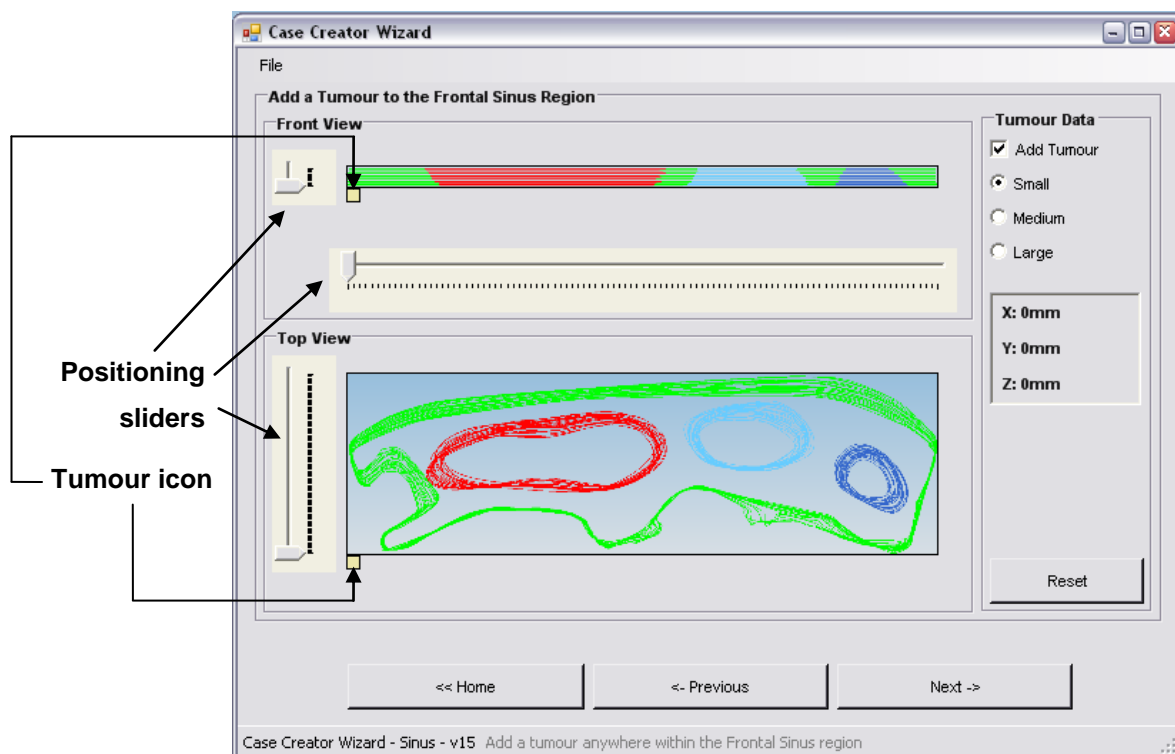 Case Creator Wizard
File
Add a Tumour to the Frontal Sinus Region
Front View
Tumour Data
Add Tumour
Small
Medium
Large
X: 0mm
Y: 0mm
Z: 0mm
Top View
Positioning
sliders
Tumour icon
Reset
<< Home
<- Previous
Next ->
Case Creator Wizard - Sinus - v15 Add a tumour anywhere within the Frontal Sinus region